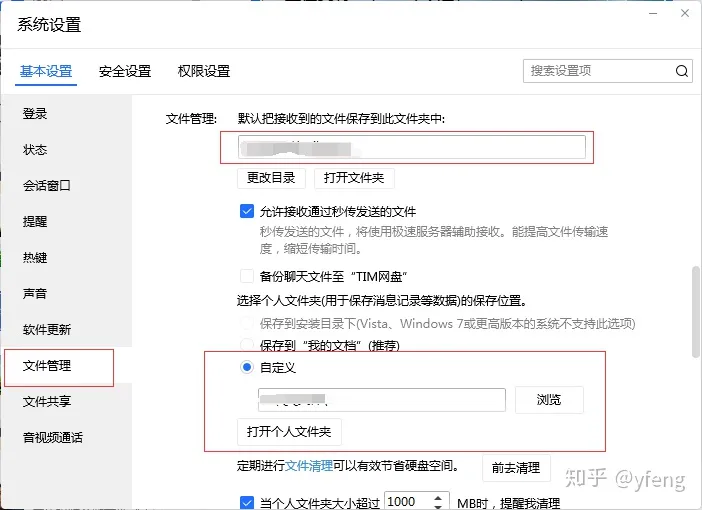 系统设置
基本设置 安全设置 权限设置 搜索设置项
登录
状态
会话窗口
提醒
热键
声音
软件更新
文件管理
文件共享
音视频通话
文件管理: 默认把接收到的文件保存到此文件夹中:
更改目录 打开文件夹
允许接收通过秒传发送的文件
秒传发送的文件，将使用极速服务器辅助接收。能提高文件传输速
度，缩短传输时间。
备份聊天文件至“TIM网盘”
选择个人文件夹(用于保存消息记录等数据)的保存位置。
保存到安装目录下(Vista、Windows 7或更高版本的系统不支持此选项)
保存到“我的文档”(推荐)
自定义
浏览
打开个人文件夹
定期进行文件清理可以有效节省硬盘空间。 前去清理
当个人文件夹大小超过 1000 MB时，提醒我清理
知乎 @yfeng